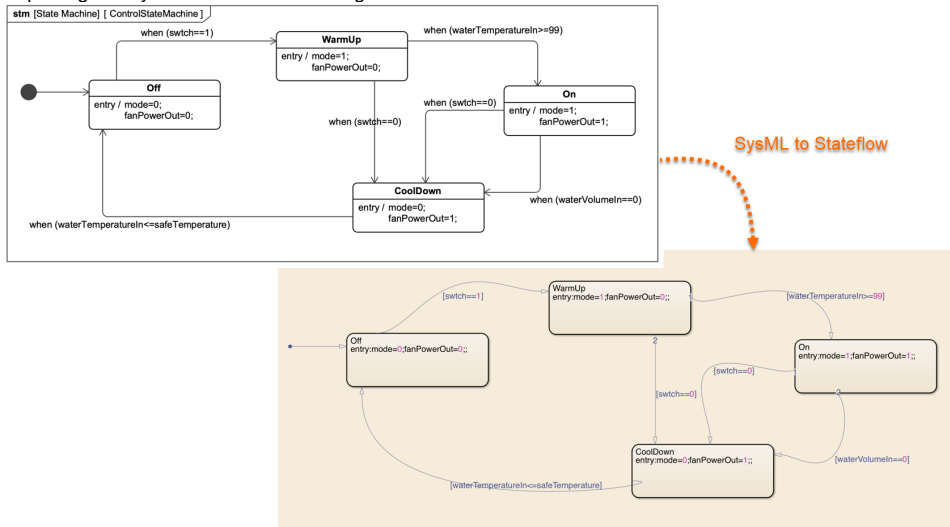 stm [State Machine] [ ControlStateMachine ]
when (swtch==1)
WarmUp
entry / mode=1;
fanPowerOut=0;
when (waterTemperatureIn>=99)
Off
entry / mode=0;
fanPowerOut=0;
when (swtch==0)
when (swtch==0)
On
entry / mode=1;
fanPowerOut=1;
CoolDown
entry / mode=0;
fanPowerOut=1;
when (waterVolumeIn==0)
when (waterTemperatureIn<=safeTemperature)
SysML to Stateflow
[swtch==1]
WarmUp
entry:mode=1;fanPowerOut=0;;
1
2
[waterTemperatureIn>=99]
Off
entry:mode=0;fanPowerOut=0;;
On
entry:mode=1;fanPowerOut=1;;
1
2
[swtch==0]
[swtch==0]
CoolDown
entry:mode=0;fanPowerOut=1;;
[waterVolumeIn==0]
[waterTemperatureIn<=safeTemperature]